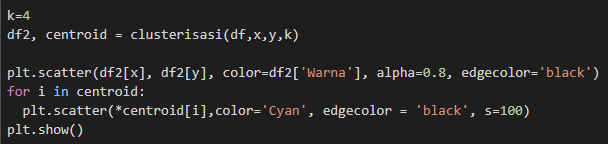 k=4
df2, centroid = clusterisasi(df,x,y,k)
plt.scatter(df2[x], df2[y], color=df2['Warna'], alpha=0.8, edgecolor='black')
for i in centroid:
  plt.scatter(*centroid[i],color='Cyan', edgecolor = 'black', s=100)
plt.show()